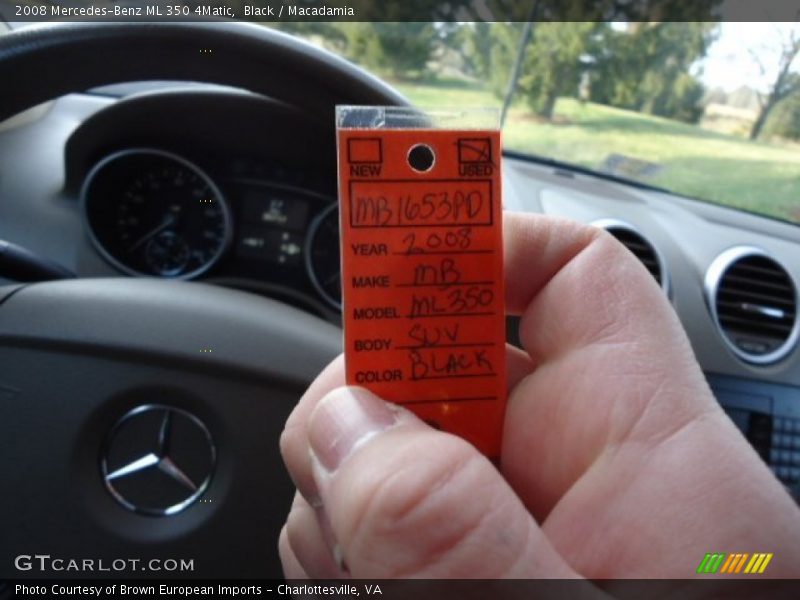 2008 Mercedes-Benz ML 350 4Matic, Black / Macadamia
NEW USED
MB1653PD
YEAR 2008
MAKE MB
MODEL ML350
BODY SUV
COLOR BLACK
GTCARLOT.COM
Photo Courtesy of Brown European Imports - Charlottesville, VA